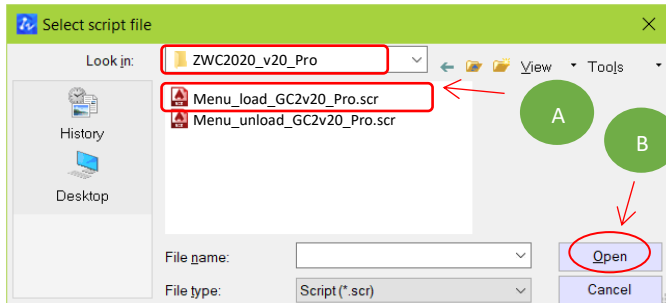 Select script file
Look in:
ZWC2020_v20_Pro
View
Tools
Menu_load_GC2v20_Pro.scr
Menu_unload_GC2v20_Pro.scr
A
B
History
Desktop
File name:
Open
File type:
Script (*.scr)
Cancel